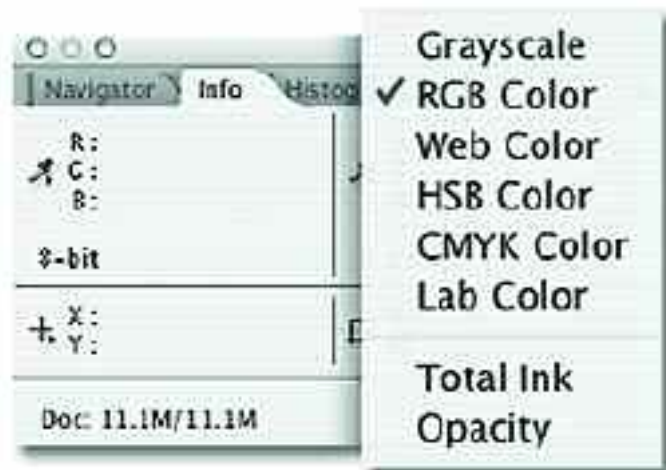 Navigator Info Histog
R:
G:
B:
8-bit
X:
Y:
Doc: 11.1M/11.1M
Grayscale
✓ RGB Color
Web Color
HSB Color
CMYK Color
Lab Color
Total Ink
Opacity